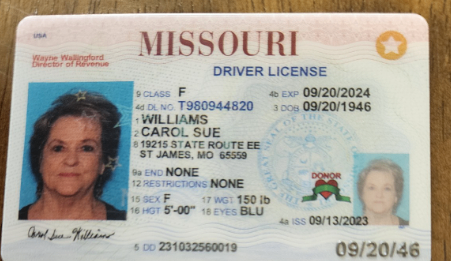 USA
MISSOURI
Wayne Wallingford
Director of Revenue
DRIVER LICENSE
9 CLASS F
4b EXP 09/20/2024
4d DL NO. T980944820
3 DOB 09/20/1946
1 WILLIAMS
2 CAROL SUE
8 19215 STATE ROUTE EE
ST JAMES, MO 65559
9a END NONE
12 RESTRICTIONS NONE
DONOR
15 SEX F 17 WGT 150 lb
16 HGT 5'-00" 18 EYES BLU
4a ISS 09/13/2023
Carol Sue Williams
5 DD 231032560019
09/20/46